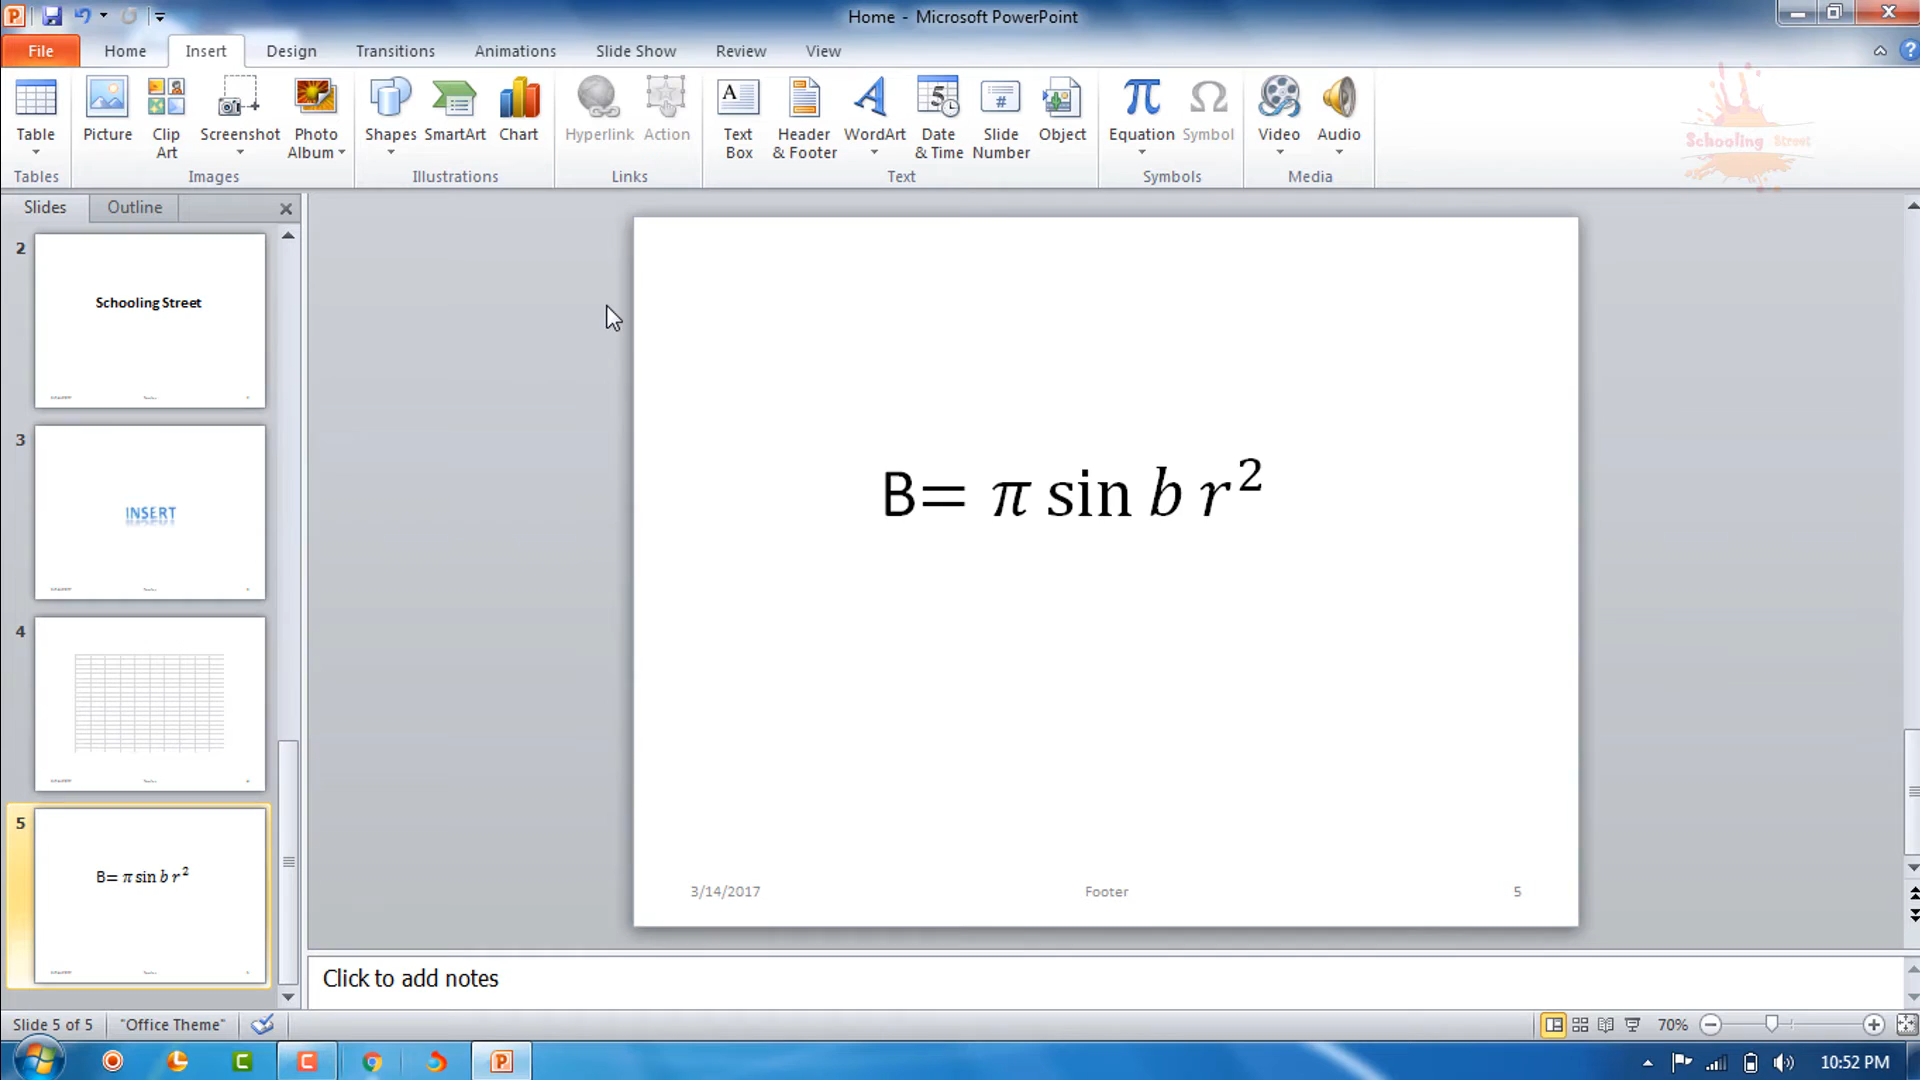 Home - Microsoft PowerPoint
File Home Insert Design Transitions Animations Slide Show Review View
Table Picture Clip Art Screenshot Photo Album Shapes SmartArt Chart Hyperlink Action Text Box Header & Footer WordArt Date & Time Slide Number Object Equation Symbol Video Audio
Tables Images Illustrations Links Text Symbols Media
Schooling Street
Slides Outline
2
Schooling Street
3
INSERT
4
5
B= π sin b r²
B= π sin b r²
3/14/2017 Footer 5
Click to add notes
Slide 5 of 5 "Office Theme" 70%
10:52 PM